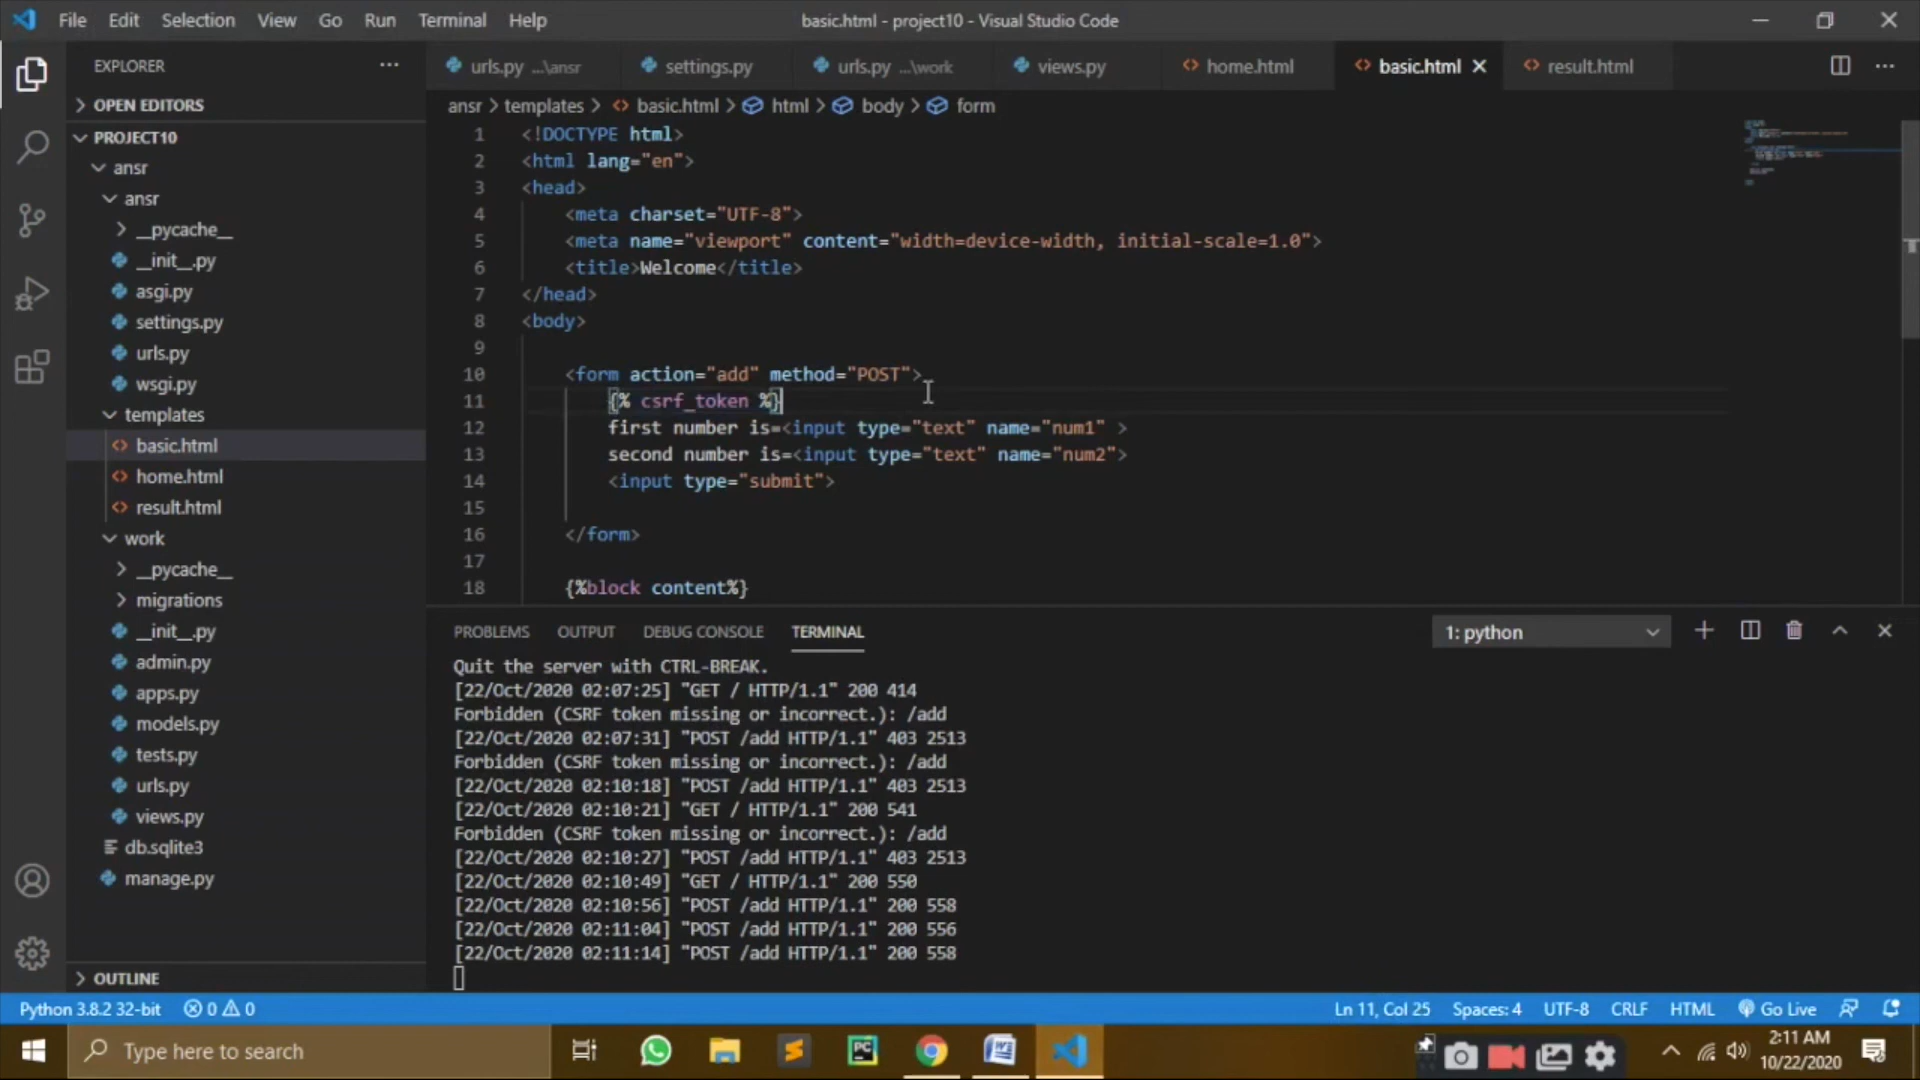 File Edit Selection View Go Run Terminal Help
basic.html - project10 - Visual Studio Code
EXPLORER
OPEN EDITORS
PROJECT10
ansr
ansr
__pycache__
__init__.py
asgi.py
settings.py
urls.py
wsgi.py
templates
basic.html
home.html
result.html
work
__pycache__
migrations
__init__.py
admin.py
apps.py
models.py
tests.py
urls.py
views.py
db.sqlite3
manage.py
OUTLINE
urls.py ...\ansr settings.py urls.py ...\work views.py home.html basic.html result.html
ansr > templates > basic.html > html > body > form
1 <!DOCTYPE html>
2 <html lang="en">
3 <head>
4 <meta charset="UTF-8">
5 <meta name="viewport" content="width=device-width, initial-scale=1.0">
6 <title>Welcome</title>
7 </head>
8 <body>
9
10 <form action="add" method="POST">
11 {% csrf_token %}
12 first number is=<input type="text" name="num1" >
13 second number is=<input type="text" name="num2">
14 <input type="submit">
15
16 </form>
17
18 {%block content%}
PROBLEMS OUTPUT DEBUG CONSOLE TERMINAL
1: python
Quit the server with CTRL-BREAK.
[22/Oct/2020 02:07:25] "GET / HTTP/1.1" 200 414
Forbidden (CSRF token missing or incorrect.): /add
[22/Oct/2020 02:07:31] "POST /add HTTP/1.1" 403 2513
Forbidden (CSRF token missing or incorrect.): /add
[22/Oct/2020 02:10:18] "POST /add HTTP/1.1" 403 2513
[22/Oct/2020 02:10:21] "GET / HTTP/1.1" 200 541
Forbidden (CSRF token missing or incorrect.): /add
[22/Oct/2020 02:10:27] "POST /add HTTP/1.1" 403 2513
[22/Oct/2020 02:10:49] "GET / HTTP/1.1" 200 550
[22/Oct/2020 02:10:56] "POST /add HTTP/1.1" 200 558
[22/Oct/2020 02:11:04] "POST /add HTTP/1.1" 200 556
[22/Oct/2020 02:11:14] "POST /add HTTP/1.1" 200 558
Python 3.8.2 32-bit 0 0
Ln 11, Col 25 Spaces: 4 UTF-8 CRLF HTML Go Live
Type here to search
PC
2:11 AM
10/22/2020